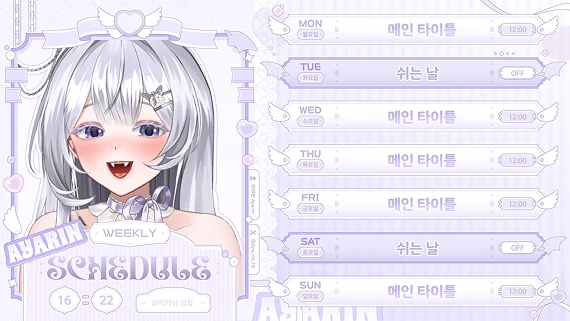 AYARIN
WEEKLY
SCHEDULE
16 : 22
MON
월요일
메인 타이틀
12:00
TUE
화요일
쉬는 날
OFF
WED
수요일
메인 타이틀
12:00
THU
목요일
메인 타이틀
12:00
FRI
금요일
메인 타이틀
12:00
SAT
토요일
쉬는 날
OFF
SUN
일요일
메인 타이틀
12:00
AYARIN